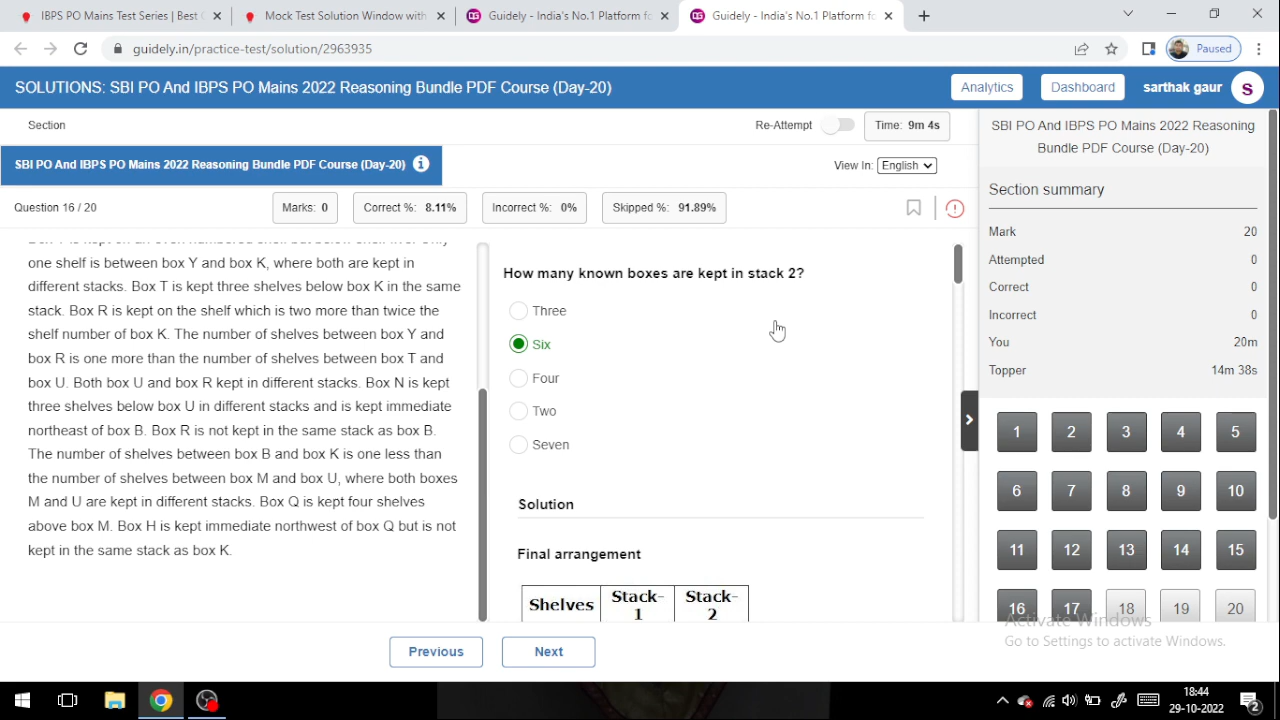 IBPS PO Mains Test Series | Best
Mock Test Solution Window with
Guidely - India's No.1 Platform fo
Guidely - India's No.1 Platform for
guidely.in/practice-test/solution/2963935
Paused
SOLUTIONS: SBI PO And IBPS PO Mains 2022 Reasoning Bundle PDF Course (Day-20)
Analytics
Dashboard
sarthak gaur
S
Section
Re-Attempt
Time: 9m 4s
SBI PO And IBPS PO Mains 2022 Reasoning Bundle PDF Course (Day-20)
View In: English
Question 16 / 20
Marks: 0
Correct %: 8.11%
Incorrect %: 0%
Skipped %: 91.89%
one shelf is between box Y and box K, where both are kept in
different stacks. Box T is kept three shelves below box K in the same
stack. Box R is kept on the shelf which is two more than twice the
shelf number of box K. The number of shelves between box Y and
box R is one more than the number of shelves between box T and
box U. Both box U and box R kept in different stacks. Box N is kept
three shelves below box U in different stacks and is kept immediate
northeast of box B. Box R is not kept in the same stack as box B.
The number of shelves between box B and box K is one less than
the number of shelves between box M and box U, where both boxes
M and U are kept in different stacks. Box Q is kept four shelves
above box M. Box H is kept immediate northwest of box Q but is not
kept in the same stack as box K.
How many known boxes are kept in stack 2?
Three
Six
Four
Two
Seven
Solution
Final arrangement
Shelves
Stack-
1
Stack-
2
SBI PO And IBPS PO Mains 2022 Reasoning
Bundle PDF Course (Day-20)
Section summary
Mark 20
Attempted 0
Correct 0
Incorrect 0
You 20m
Topper 14m 38s
1 2 3 4 5
6 7 8 9 10
11 12 13 14 15
16 17 18 19 20
Activate Windows
Go to Settings to activate Windows.
Previous
Next
18:44
29-10-2022
2